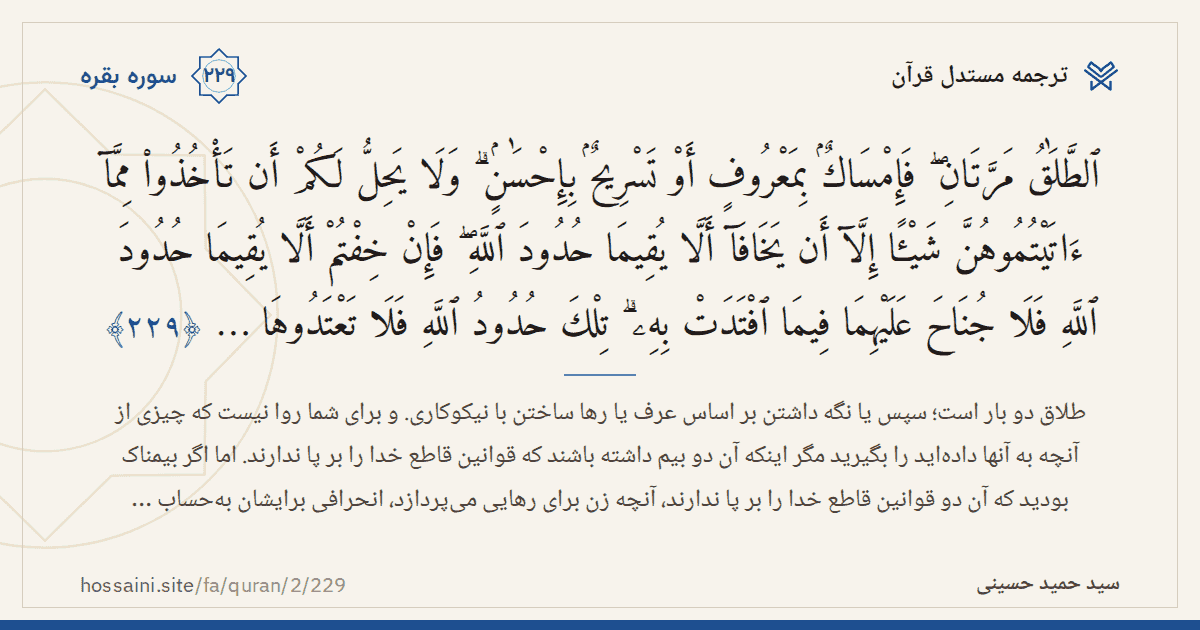 ترجمه مستدل قرآن
سوره بقره ۲۲۹
ٱلطَّلَٰقُ مَرَّتَانِۖ فَإِمۡسَاكُۢ بِمَعۡرُوفٍ أَوۡ تَسۡرِيحُۢ بِإِحۡسَٰنٖۗ وَلَا يَحِلُّ لَكُمۡ أَن تَأۡخُذُواْ مِمَّآ
ءَاتَيۡتُمُوهُنَّ شَيۡـًٔا إِلَّآ أَن يَخَافَآ أَلَّا يُقِيمَا حُدُودَ ٱللَّهِۖ فَإِنۡ خِفۡتُمۡ أَلَّا يُقِيمَا حُدُودَ
ٱللَّهِ فَلَا جُنَاحَ عَلَيۡهِمَا فِيمَا ٱفۡتَدَتۡ بِهِۦۗ تِلۡكَ حُدُودُ ٱللَّهِ فَلَا تَعۡتَدُوهَا ... ﴿٢٢٩﴾
طلاق دو بار است؛ سپس یا نگه داشتن بر اساس عرف یا رها ساختن با نیکوکاری. و برای شما روا نیست که چیزی از
آنچه به آنها داده‌اید را بگیرید مگر اینکه آن دو بیم داشته باشند که قوانین قاطع خدا را بر پا ندارند. اما اگر بیمناک
بودید که آن دو قوانین قاطع خدا را بر پا ندارند، آنچه زن برای رهایی می‌پردازد، انحرافی برایشان به‌حساب ...
سید حمید حسینی
hossaini.site/fa/quran/2/229